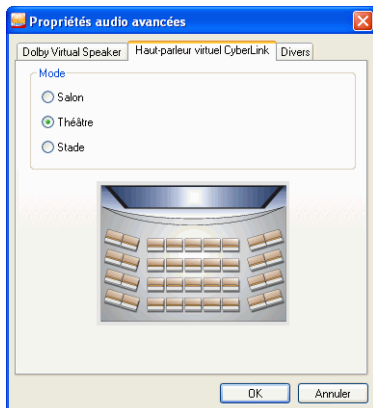 Propriétés audio avancées
Dolby Virtual Speaker Haut-parleur virtuel CyberLink Divers
Mode
Salon
Théâtre
Stade
OK Annuler